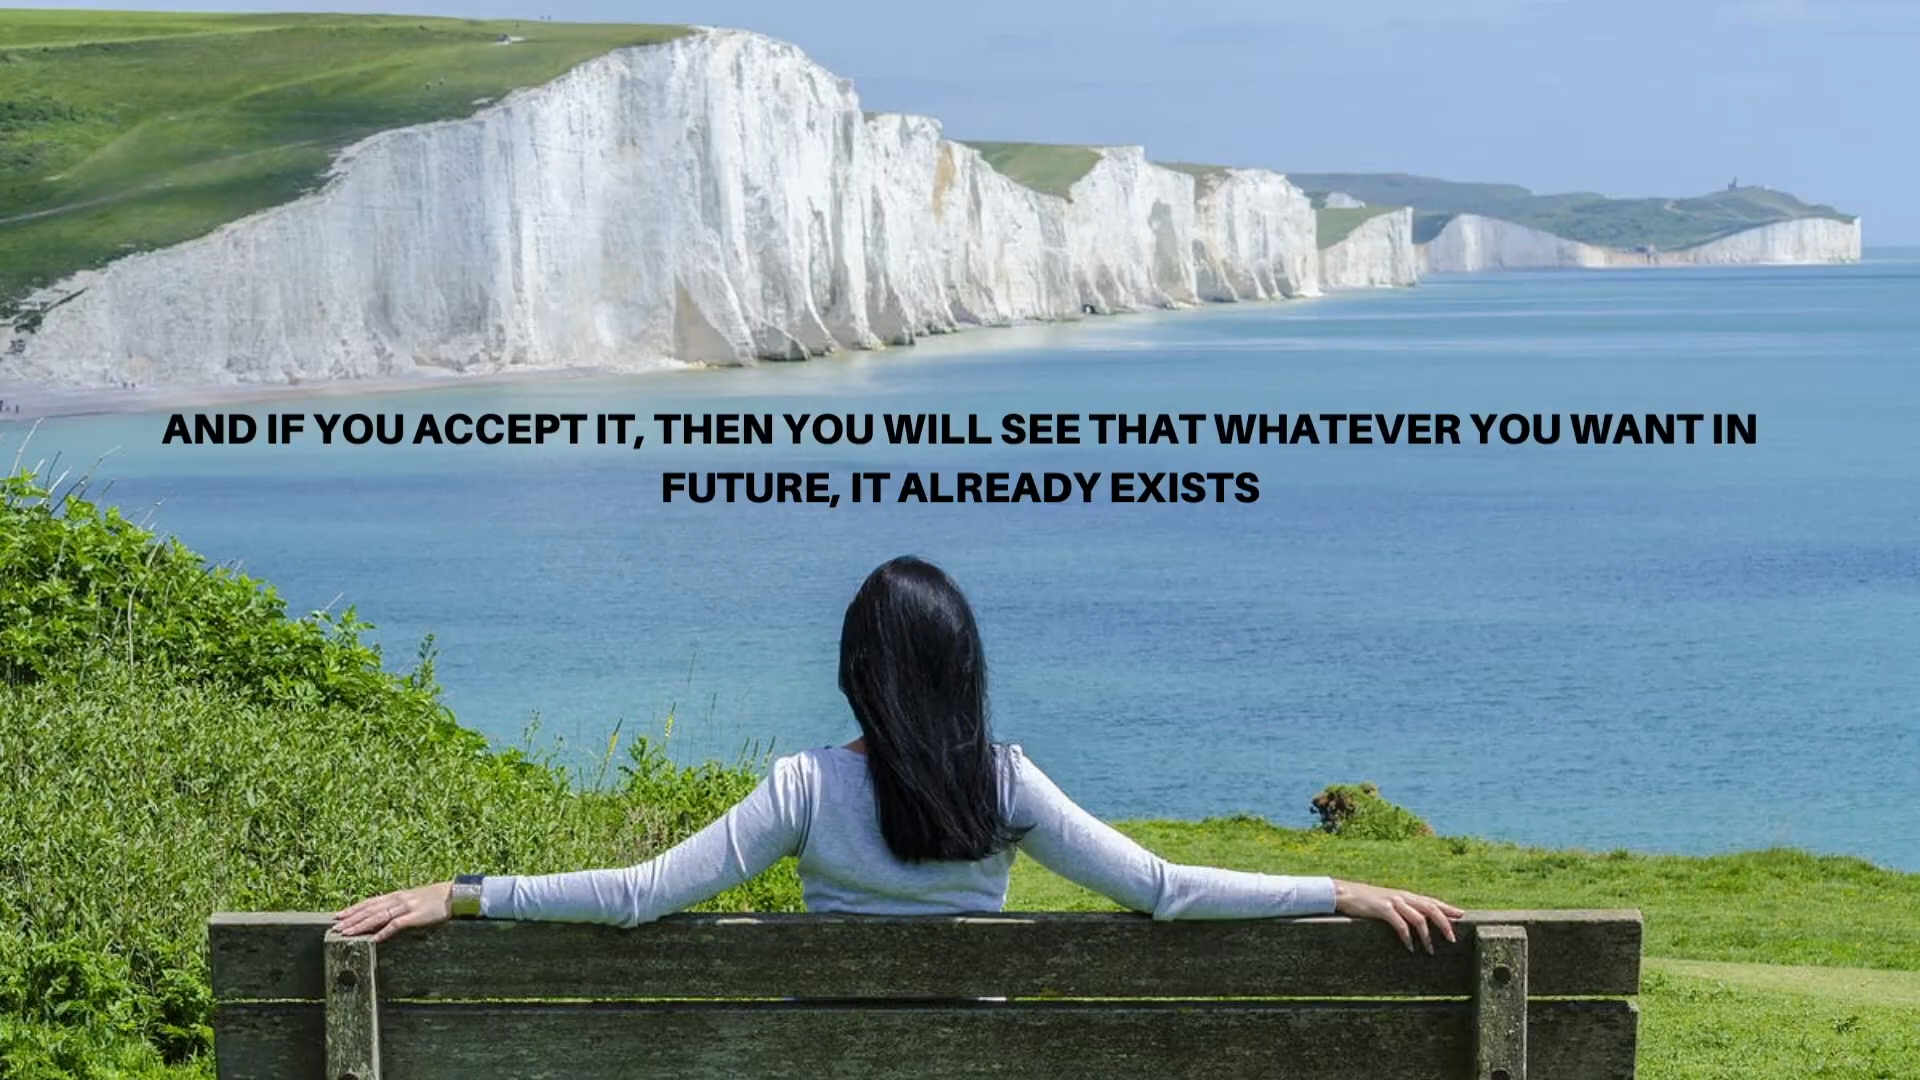 AND IF YOU ACCEPT IT, THEN YOU WILL SEE THAT WHATEVER YOU WANT IN
FUTURE, IT ALREADY EXISTS